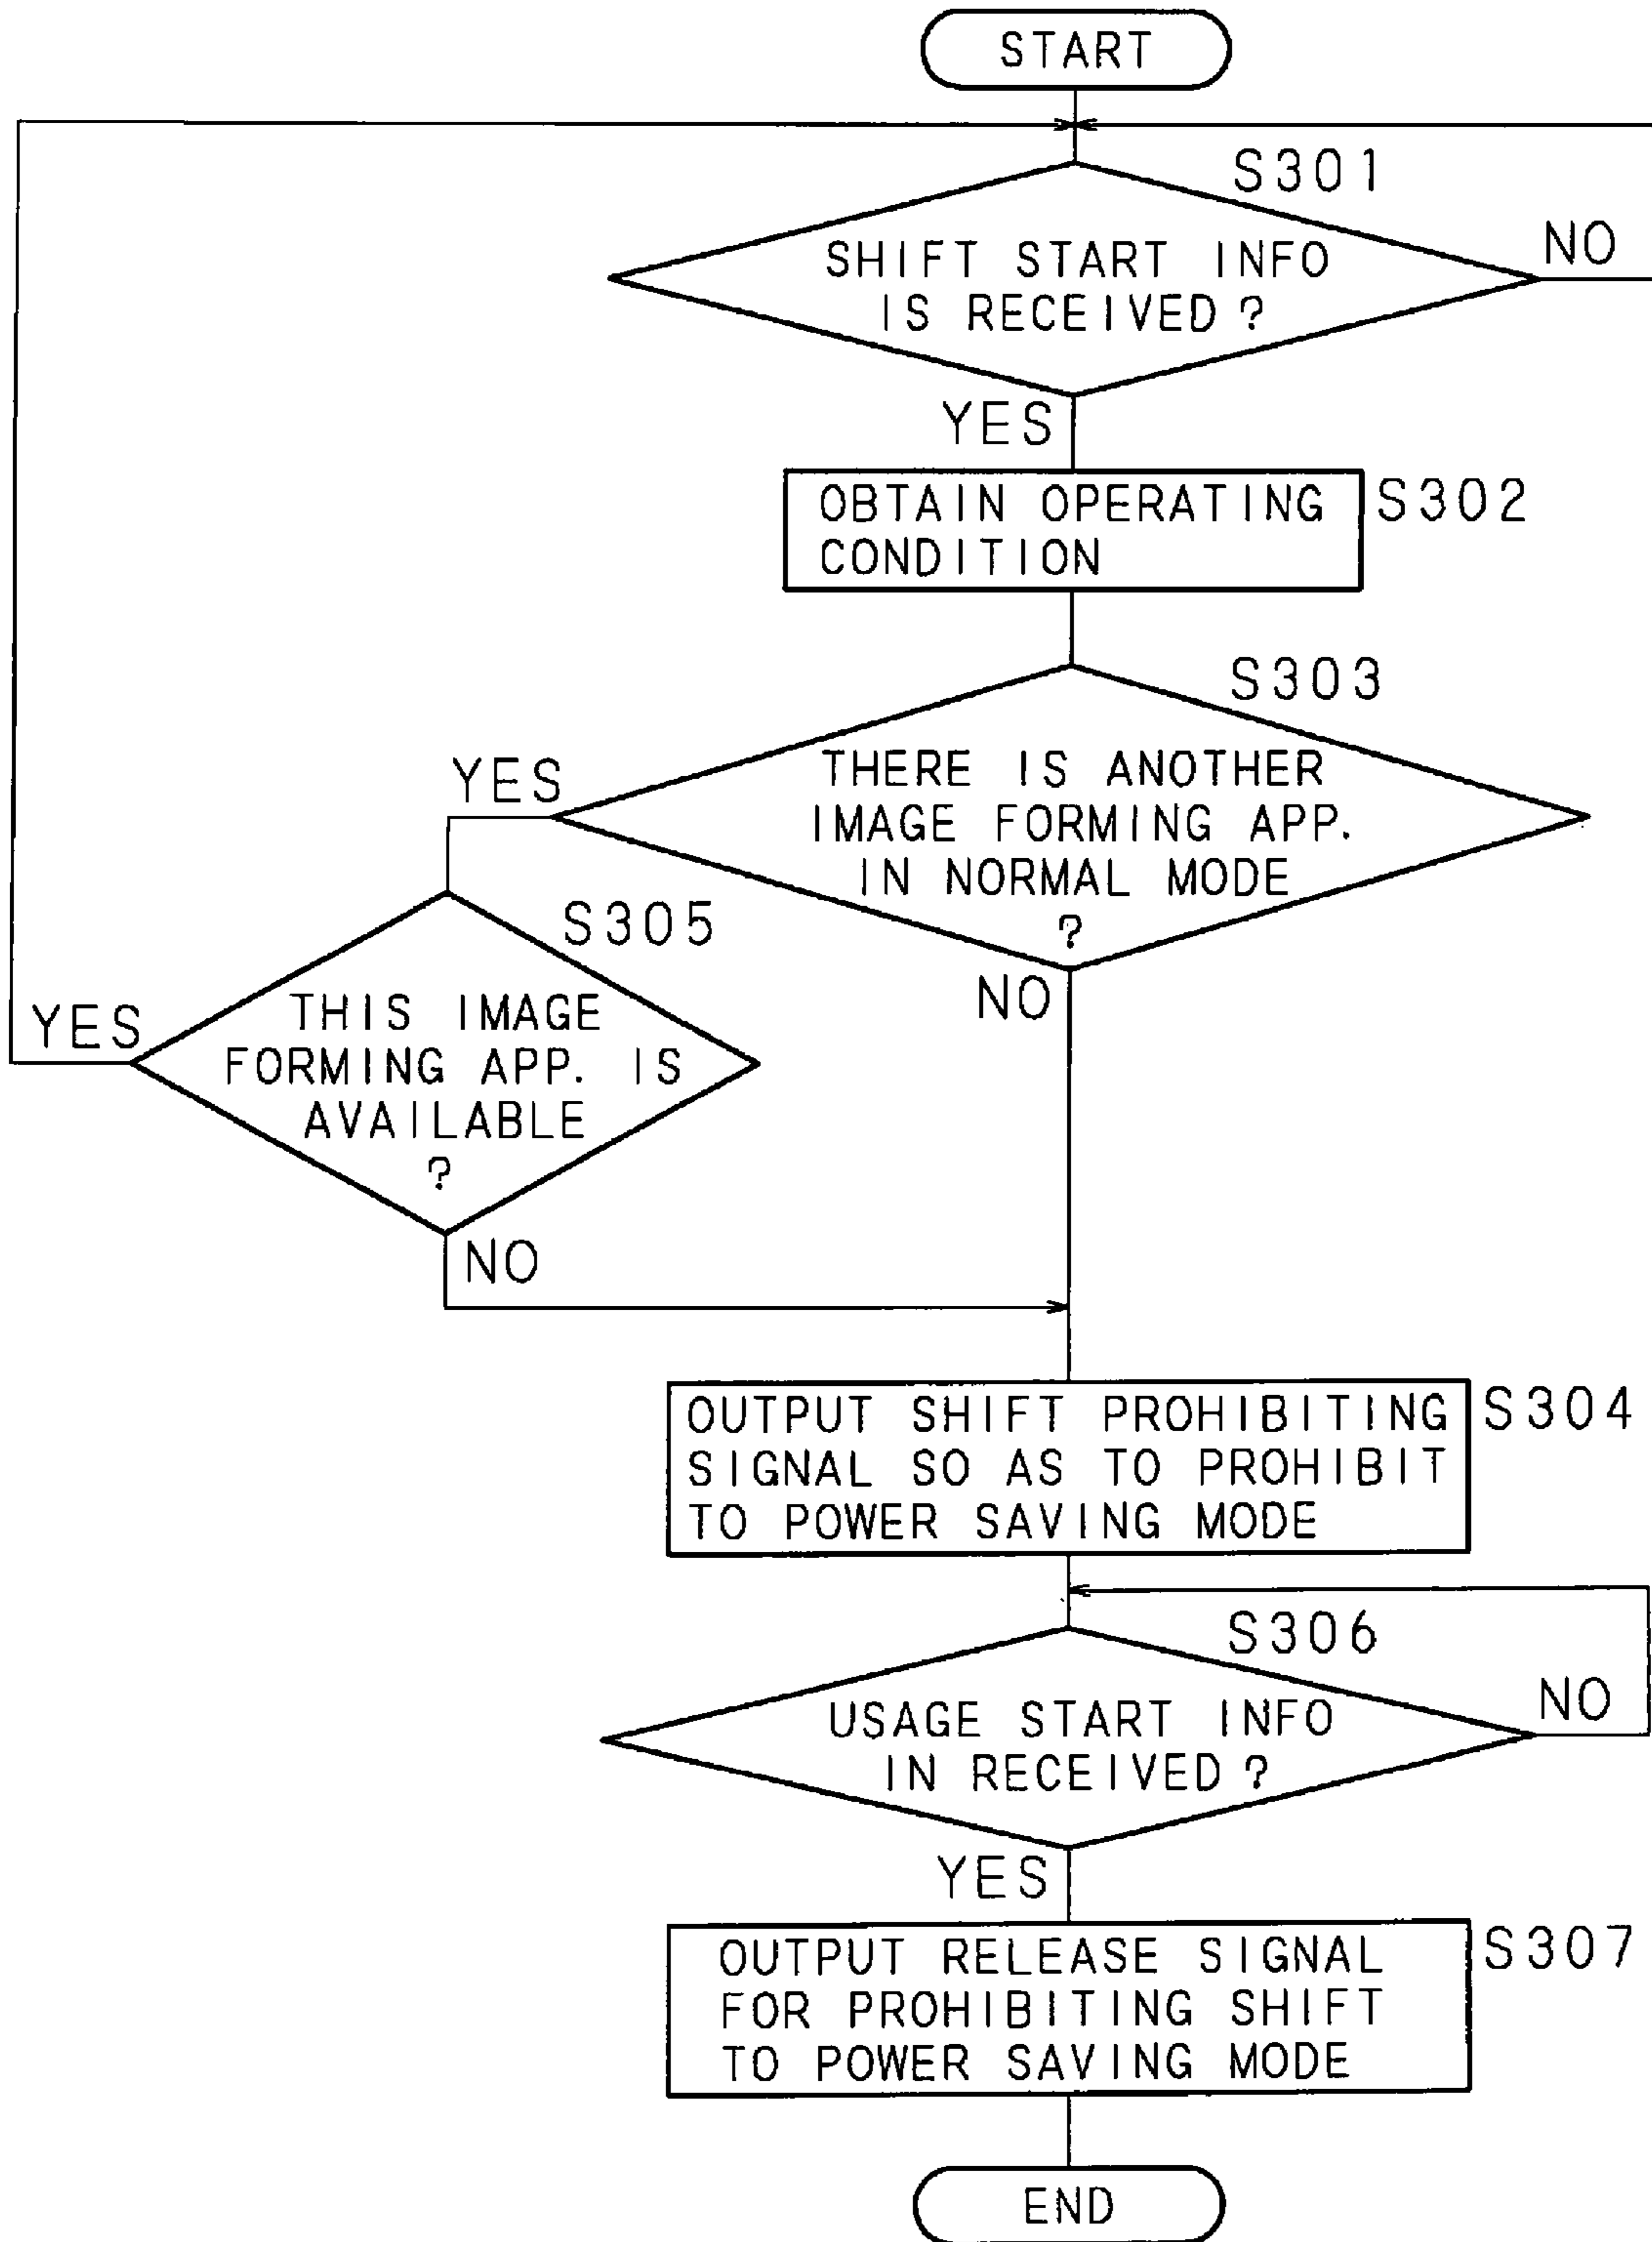 START
S301
SHIFT START INFO
IS RECEIVED?
NO
YES
OBTAIN OPERATING
CONDITION
S302
S303
THERE IS ANOTHER
IMAGE FORMING APP.
IN NORMAL MODE
?
YES
NO
S305
THIS IMAGE
FORMING APP. IS
AVAILABLE
?
YES
NO
OUTPUT SHIFT PROHIBITING
SIGNAL SO AS TO PROHIBIT
TO POWER SAVING MODE
S304
S306
USAGE START INFO
IN RECEIVED?
NO
YES
OUTPUT RELEASE SIGNAL
FOR PROHIBITING SHIFT
TO POWER SAVING MODE
S307
END